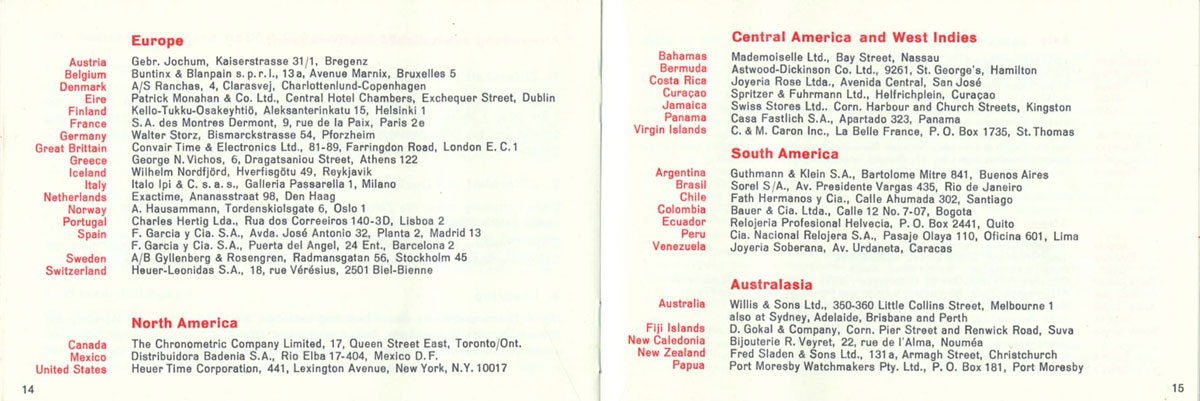 Europe
Austria Gebr. Jochum, Kaiserstrasse 31/1, Bregenz
Belgium Buntinx & Blanpain s.p.r.l., 13a, Avenue Marnix, Bruxelles 5
Denmark A/S Ranchas, 4, Clarasvej, Charlottenlund-Copenhagen
Eire Patrick Monahan & Co. Ltd., Central Hotel Chambers, Exchequer Street, Dublin
Finland Kello-Tukku-Osakeyhtiö, Aleksanterinkatu 15, Helsinki 1
France S.A. des Montres Dermont, 9, rue de la Paix, Paris 2e
Germany Walter Storz, Bismarckstrasse 54, Pforzheim
Great Brittain Convair Time & Electronics Ltd., 81-89, Farringdon Road, London E.C.1
Greece George N. Vichos, 6, Dragatsaniou Street, Athens 122
Iceland Wilhelm Nordfjörd, Hverfisgötu 49, Reykjavik
Italy Italo Ipi & C. s.a.s., Galleria Passarella 1, Milano
Netherlands Exactime, Ananasstraat 98, Den Haag
Norway A. Hausammann, Tordenskiolsgate 6, Oslo 1
Portugal Charles Hertig Lda., Rua dos Correeiros 140-3D, Lisboa 2
Spain F. Garcia y Cia. S.A., Avda. José Antonio 32, Planta 2, Madrid 13
F. Garcia y Cia. S.A., Puerta del Angel, 24 Ent., Barcelona 2
Sweden A/B Gyllenberg & Rosengren, Radmansgatan 56, Stockholm 45
Switzerland Heuer-Leonidas S.A., 18, rue Vérésius, 2501 Biel-Bienne
North America
Canada The Chronometric Company Limited, 17, Queen Street East, Toronto/Ont.
Mexico Distribuidora Badenia S.A., Rio Elba 17-404, Mexico D.F.
United States Heuer Time Corporation, 441, Lexington Avenue, New York, N.Y. 10017
14
Central America and West Indies
Bahamas Mademoiselle Ltd., Bay Street, Nassau
Bermuda Astwood-Dickinson Co. Ltd., 9261, St. George's, Hamilton
Costa Rica Joyeria Rose Ltda., Avenida Central, San José
Curaçao Spritzer & Fuhrmann Ltd., Helfrichplein, Curaçao
Jamaica Swiss Stores Ltd. Corn. Harbour and Church Streets, Kingston
Panama Casa Fastlich S.A., Apartado 323, Panama
Virgin Islands C. & M. Caron Inc., La Belle France, P.O. Box 1735, St. Thomas
South America
Argentina Guthmann & Klein S.A., Bartolome Mitre 841, Buenos Aires
Brasil Sorel S/A., Av. Presidente Vargas 435, Rio de Janeiro
Chile Fath Hermanos y Cia., Calle Ahumada 302, Santiago
Colombia Bauer & Cia. Ltda., Calle 12 No. 7-07, Bogota
Ecuador Relojeria Profesional Helvecia, P.O. Box 2441, Quito
Peru Cia. Nacional Relojera S.A., Pasaje Olaya 110, Oficina 601, Lima
Venezuela Joyeria Soberana, Av. Urdaneta, Caracas
Australasia
Australia Willis & Sons Ltd., 350-360 Little Collins Street, Melbourne 1
also at Sydney, Adelaide, Brisbane and Perth
Fiji Islands D. Gokal & Company, Corn. Pier Street and Renwick Road, Suva
New Caledonia Bijouterie R. Veyret, 22, rue de l'Alma, Nouméa
New Zealand Fred Sladen & Sons Ltd., 131a, Armagh Street, Christchurch
Papua Port Moresby Watchmakers Pty. Ltd., P.O. Box 181, Port Moresby
15